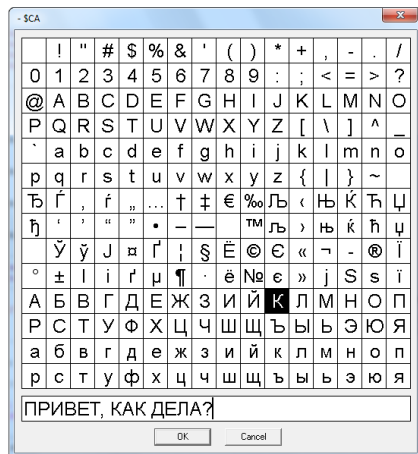 - $CA
! " # $ % & ' ( ) * + , - . /
0 1 2 3 4 5 6 7 8 9 : ; < = > ?
@ A B C D E F G H I J K L M N O
P Q R S T U V W X Y Z [ \ ] ^ _
` a b c d e f g h i j k l m n o
p q r s t u v w x y z { | } ~
Ђ Ѓ ‚ ѓ „ … † ‡ € ‰ Љ ‹ Њ Ќ Ћ Џ
ђ ‘ ’ “ ” • – — ™ љ › њ ќ ћ џ
Ў ў Ј ¤ Ґ ¦ § Ё © Є « ¬ - ® Ї
° ± І і ґ µ ¶ · ё № є » ј Ѕ ѕ ї
А Б В Г Д Е Ж З И Й К Л М Н О П
Р С Т У Ф Х Ц Ч Ш Щ Ъ Ы Ь Э Ю Я
а б в г д е ж з и й к л м н о п
р с т у ф х ц ч ш щ ъ ы ь э ю я
ПРИВЕТ, КАК ДЕЛА?
OK Cancel